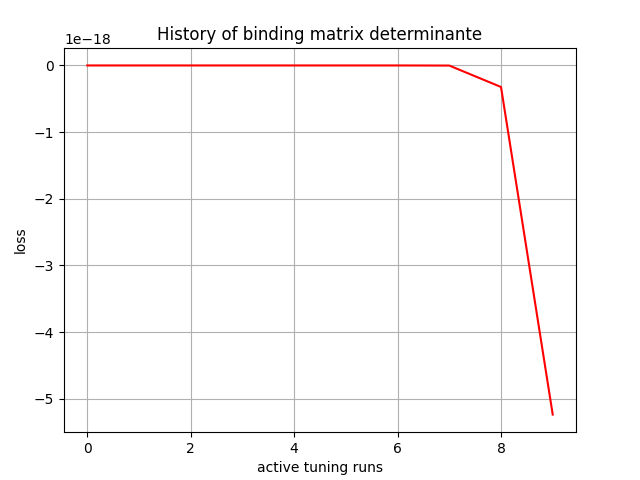 History of binding matrix determinante
1e−18
0
−1
−2
−3
−4
−5
loss
0 2 4 6 8
active tuning runs